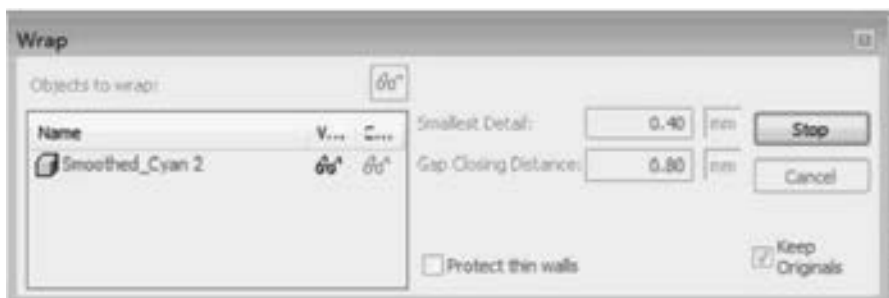 Wrap
Objects to wrap:
Name V... C...
Smoothed_Cyan 2
Smallest Detail: 0.40 mm
Gap Closing Distance: 0.80 mm
Protect thin walls
Stop
Cancel
Keep
Originals